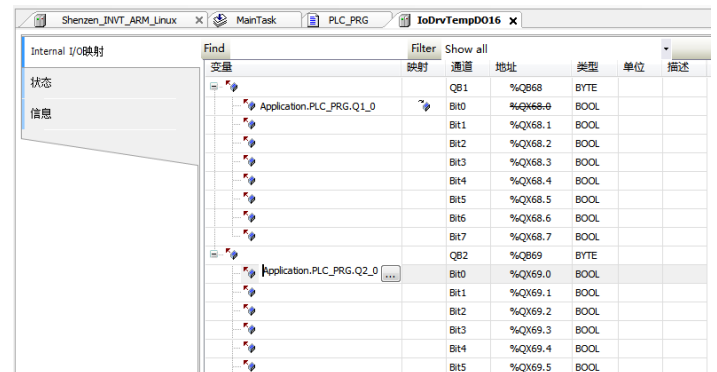 Shenzen_INVT_ARM_Linux MainTask PLC_PRG IoDrvTempDO16
Internal I/O映射
状态
信息
Find Filter Show all
变量 映射 通道 地址 类型 单位 描述
QB1 %QB68 BYTE
Application.PLC_PRG.Q1_0 Bit0 %QX68.0 BOOL
Bit1 %QX68.1 BOOL
Bit2 %QX68.2 BOOL
Bit3 %QX68.3 BOOL
Bit4 %QX68.4 BOOL
Bit5 %QX68.5 BOOL
Bit6 %QX68.6 BOOL
Bit7 %QX68.7 BOOL
QB2 %QB69 BYTE
Application.PLC_PRG.Q2_0 ... Bit0 %QX69.0 BOOL
Bit1 %QX69.1 BOOL
Bit2 %QX69.2 BOOL
Bit3 %QX69.3 BOOL
Bit4 %QX69.4 BOOL
Bit5 %QX69.5 BOOL